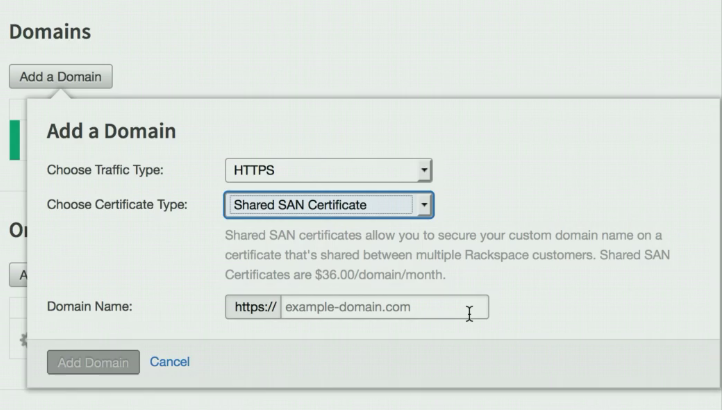 Domains
Add a Domain
Add a Domain
Choose Traffic Type:
HTTPS
Choose Certificate Type:
Shared SAN Certificate
Shared SAN certificates allow you to secure your custom domain name on a
certificate that's shared between multiple Rackspace customers. Shared SAN
Certificates are $36.00/domain/month.
Domain Name:
https://
example-domain.com
Add Domain
Cancel